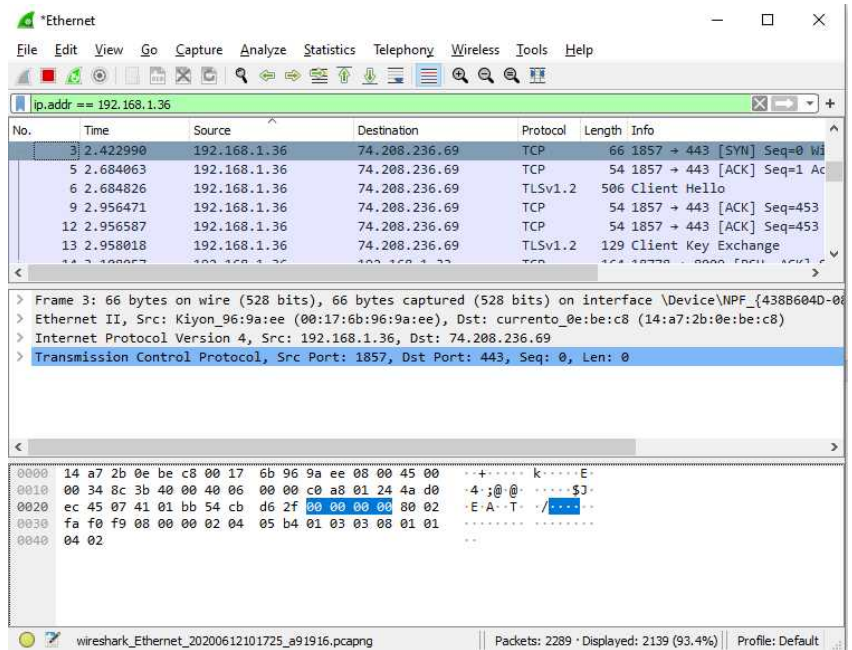 *Ethernet
File Edit View Go Capture Analyze Statistics Telephony Wireless Tools Help
ip.addr == 192.168.1.36
No. Time Source Destination Protocol Length Info
3 2.422990 192.168.1.36 74.208.236.69 TCP 66 1857 → 443 [SYN] Seq=0 Wi
5 2.684063 192.168.1.36 74.208.236.69 TCP 54 1857 → 443 [ACK] Seq=1 Ac
6 2.684826 192.168.1.36 74.208.236.69 TLSv1.2 506 Client Hello
9 2.956471 192.168.1.36 74.208.236.69 TCP 54 1857 → 443 [ACK] Seq=453
12 2.956587 192.168.1.36 74.208.236.69 TCP 54 1857 → 443 [ACK] Seq=453
13 2.958018 192.168.1.36 74.208.236.69 TLSv1.2 129 Client Key Exchange
> Frame 3: 66 bytes on wire (528 bits), 66 bytes captured (528 bits) on interface \Device\NPF_{438B604D-08
> Ethernet II, Src: Kiyon_96:9a:ee (00:17:6b:96:9a:ee), Dst: currento_0e:be:c8 (14:a7:2b:0e:be:c8)
> Internet Protocol Version 4, Src: 192.168.1.36, Dst: 74.208.236.69
> Transmission Control Protocol, Src Port: 1857, Dst Port: 443, Seq: 0, Len: 0
0000 14 a7 2b 0e be c8 00 17 6b 96 9a ee 08 00 45 00 ··+····· k·····E·
0010 00 34 8c 3b 40 00 40 06 00 00 c0 a8 01 24 4a d0 ·4·;@·@· ·····$J·
0020 ec 45 07 41 01 bb 54 cb d6 2f 00 00 00 00 80 02 ·E·A··T· ·/······
0030 fa f0 f9 08 00 00 02 04 05 b4 01 03 03 08 01 01 ········ ········
0040 04 02 ··
wireshark_Ethernet_20200612101725_a91916.pcapng Packets: 2289 · Displayed: 2139 (93.4%) Profile: Default